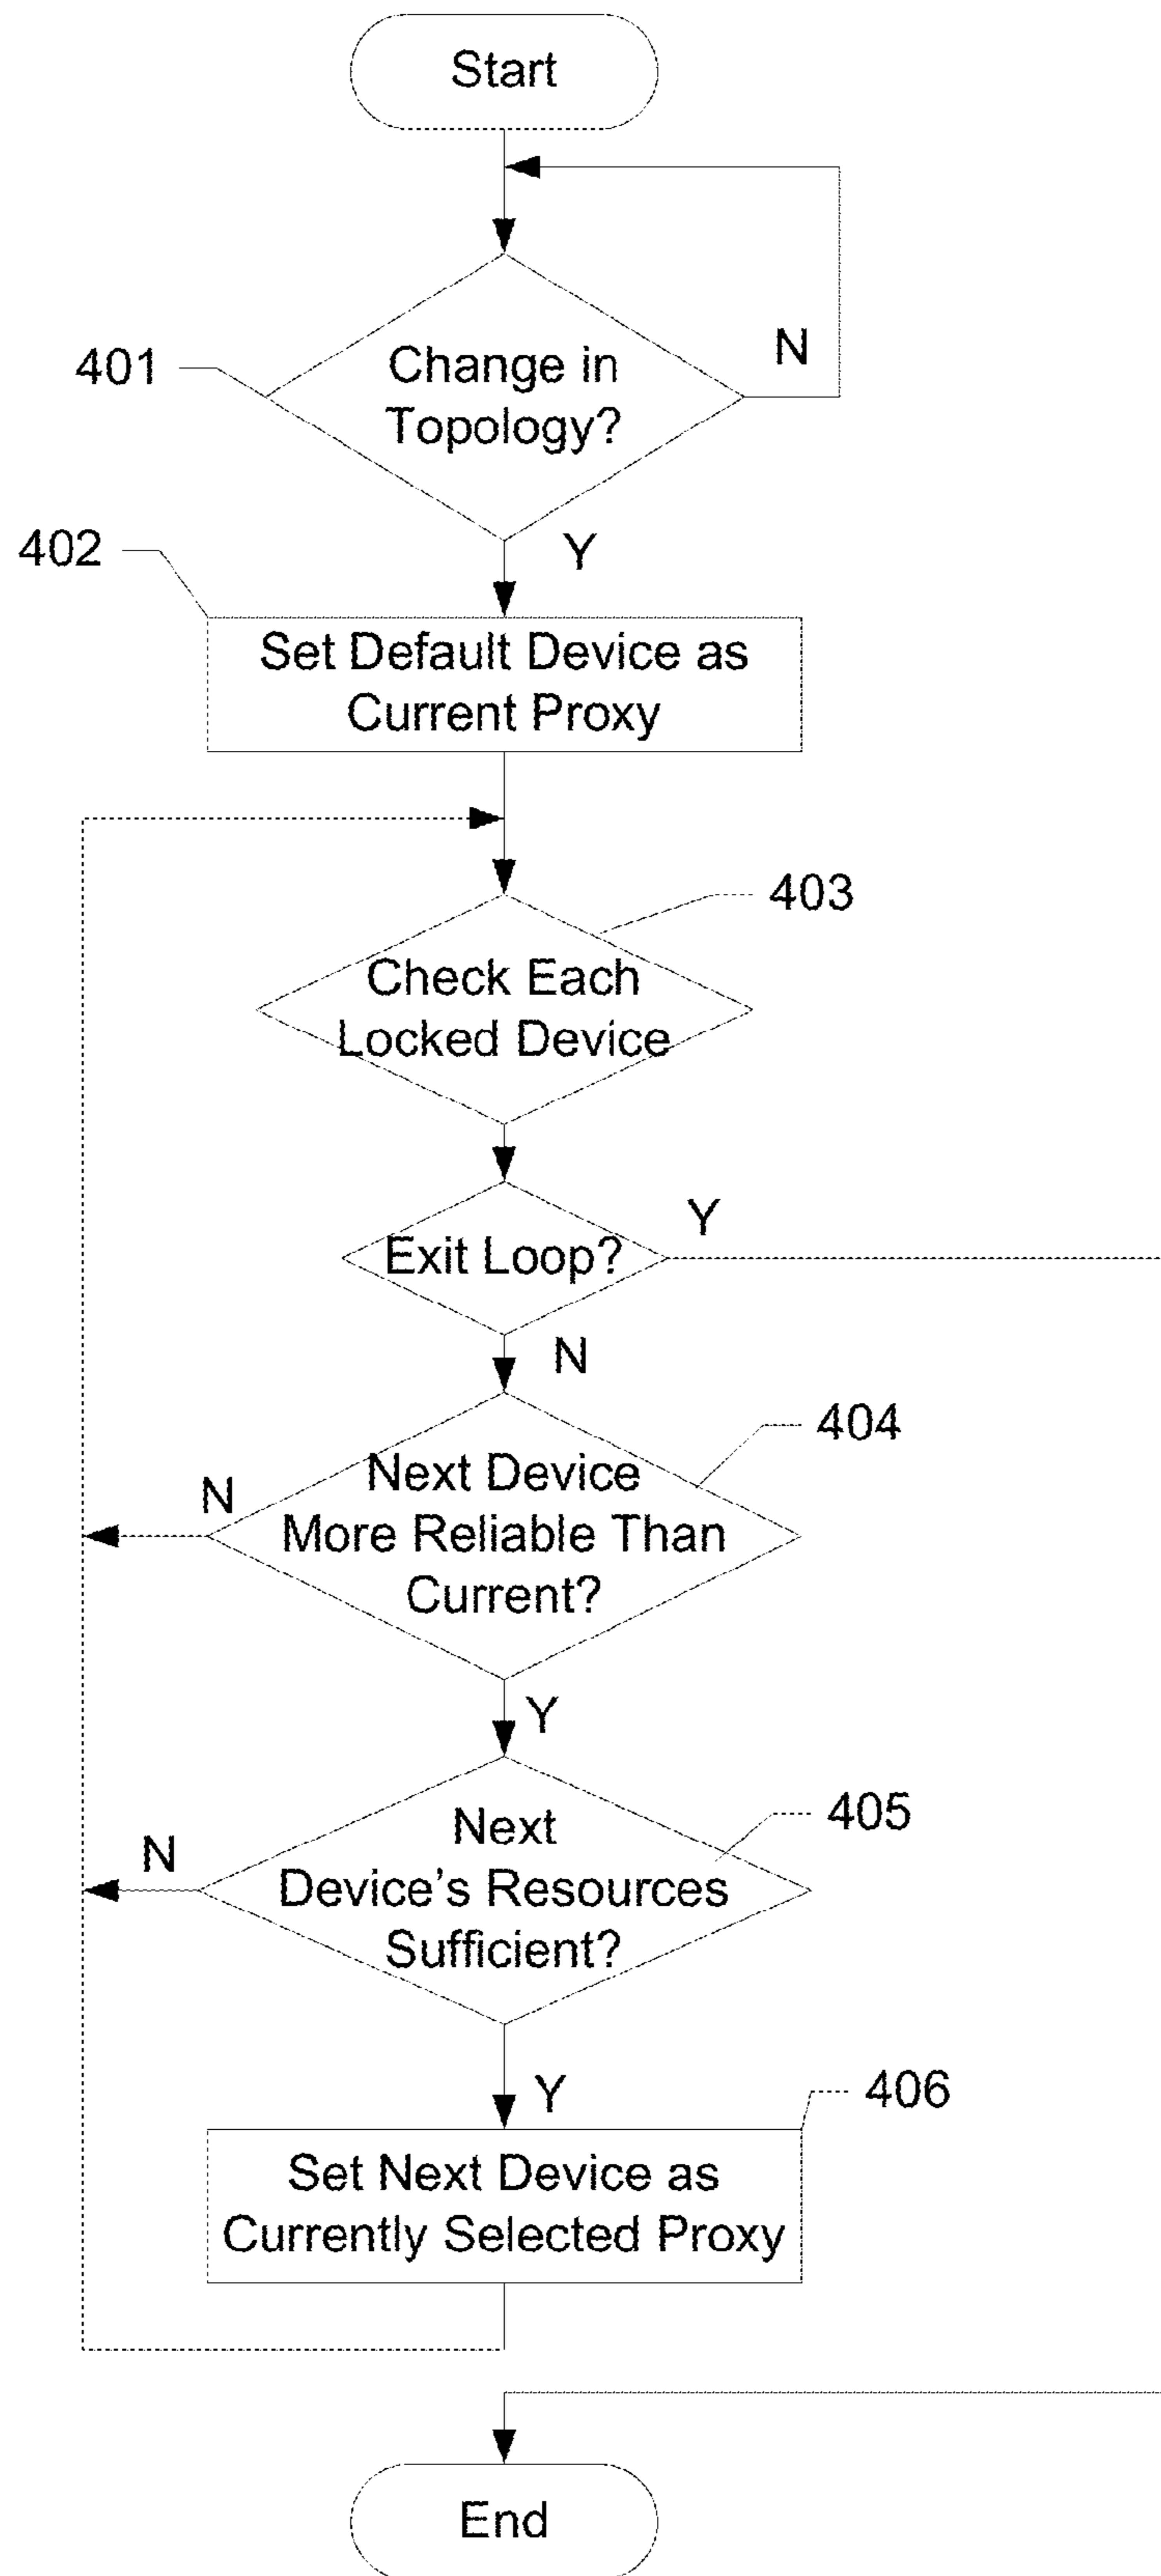 Start
Change in
Topology?
N
401
Y
402
Set Default Device as
Current Proxy
403
Check Each
Locked Device
Y
Exit Loop?
N
404
Next Device
More Reliable Than
Current?
N
Y
405
Next
Device's Resources
Sufficient?
N
Y
406
Set Next Device as
Currently Selected Proxy
End